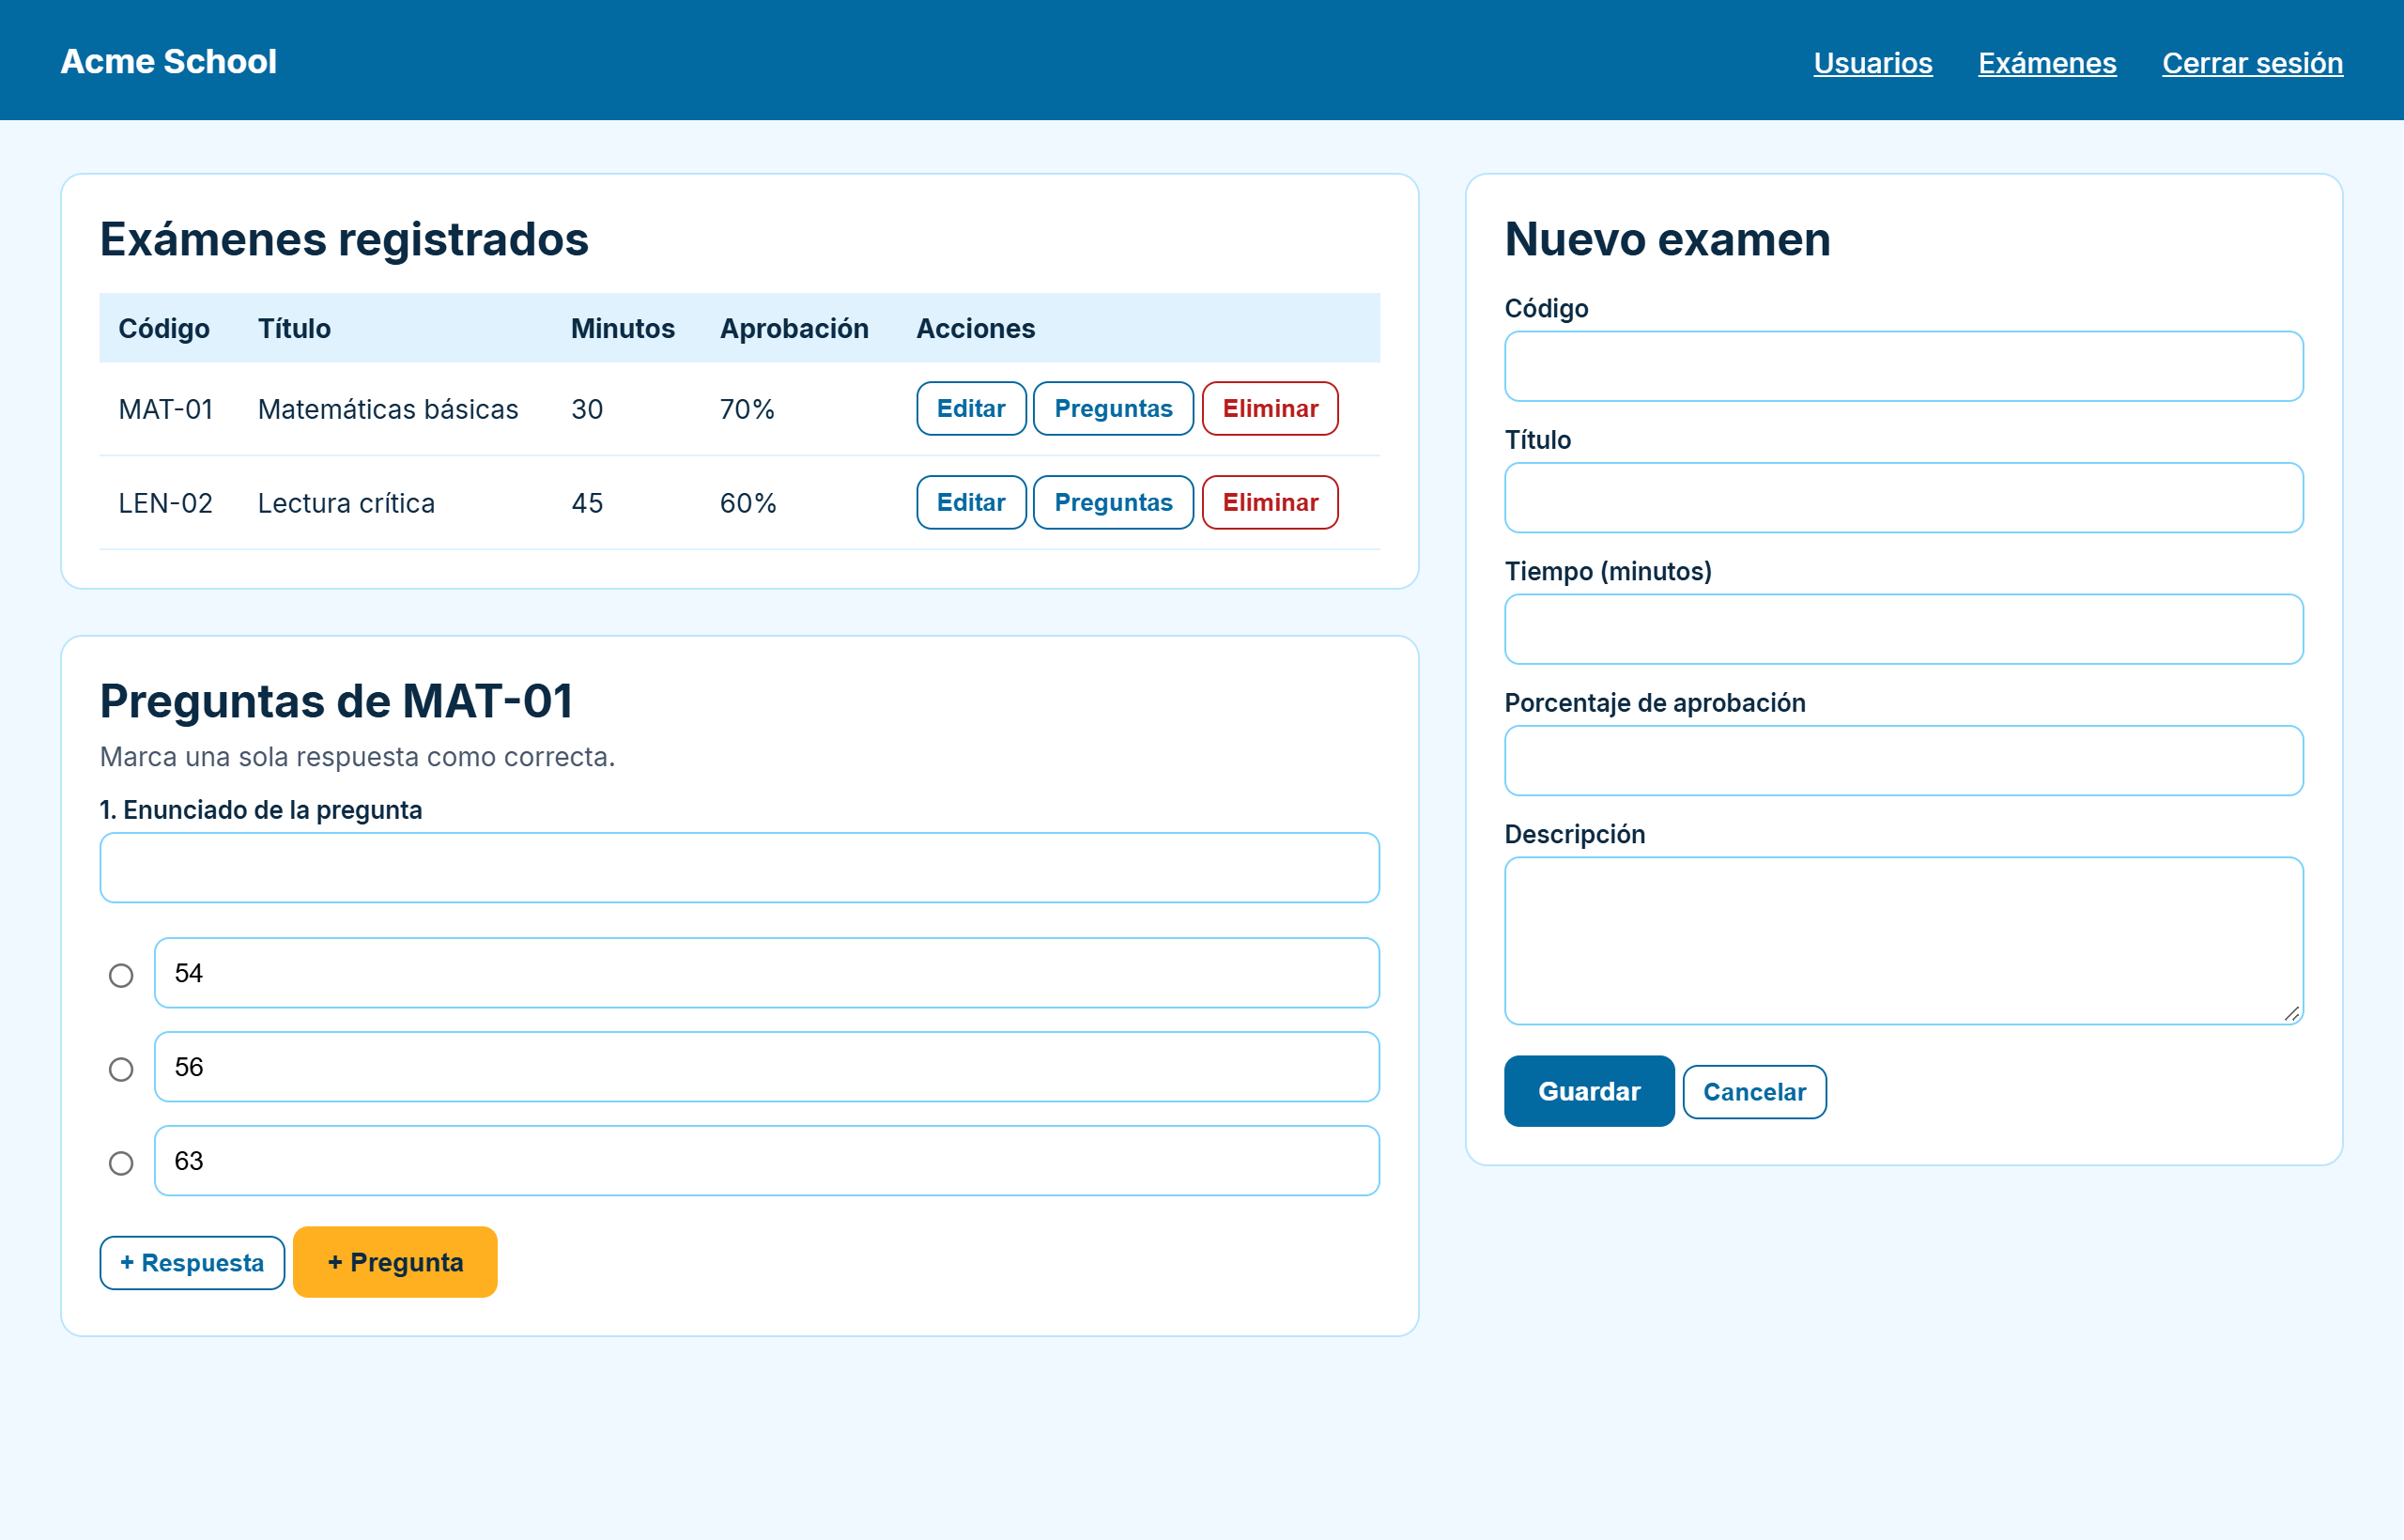 Acme School
Usuarios Exámenes Cerrar sesión
Exámenes registrados
Código Título Minutos Aprobación Acciones
MAT-01 Matemáticas básicas 30 70% Editar Preguntas Eliminar
LEN-02 Lectura crítica 45 60% Editar Preguntas Eliminar
Preguntas de MAT-01
Marca una sola respuesta como correcta.
1. Enunciado de la pregunta
54
56
63
+ Respuesta + Pregunta
Nuevo examen
Código
Título
Tiempo (minutos)
Porcentaje de aprobación
Descripción
Guardar Cancelar